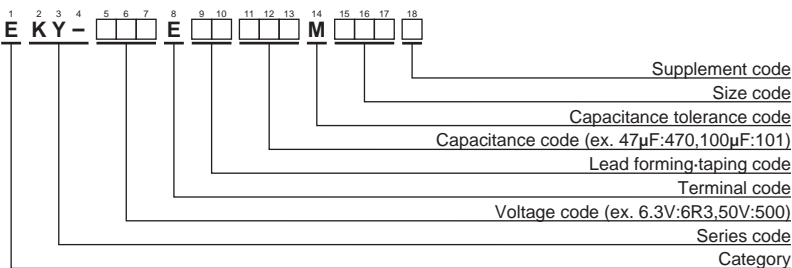 1 2 3 4 5 6 7 8 9 10 11 12 13 14 15 16 17 18
E K Y – □□□ E □□ □□□ M □□□ □
Supplement code
Size code
Capacitance tolerance code
Capacitance code (ex. 47μF:470,100μF:101)
Lead forming·taping code
Terminal code
Voltage code (ex. 6.3V:6R3,50V:500)
Series code
Category